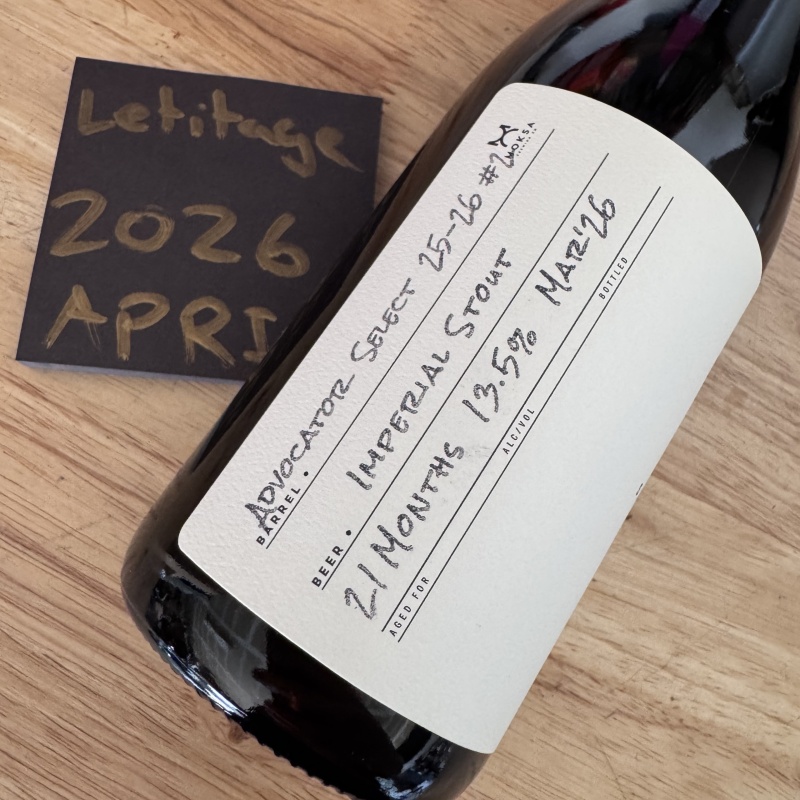 Letitage
2026
APRI
MOKSA
ADVOCATOR SELECT 25-26 #2
BARREL.
IMPERIAL STOUT
BEER.
21 MONTHS 13.5% MAR'26
AGED FOR ALC/VOL BOTTLED